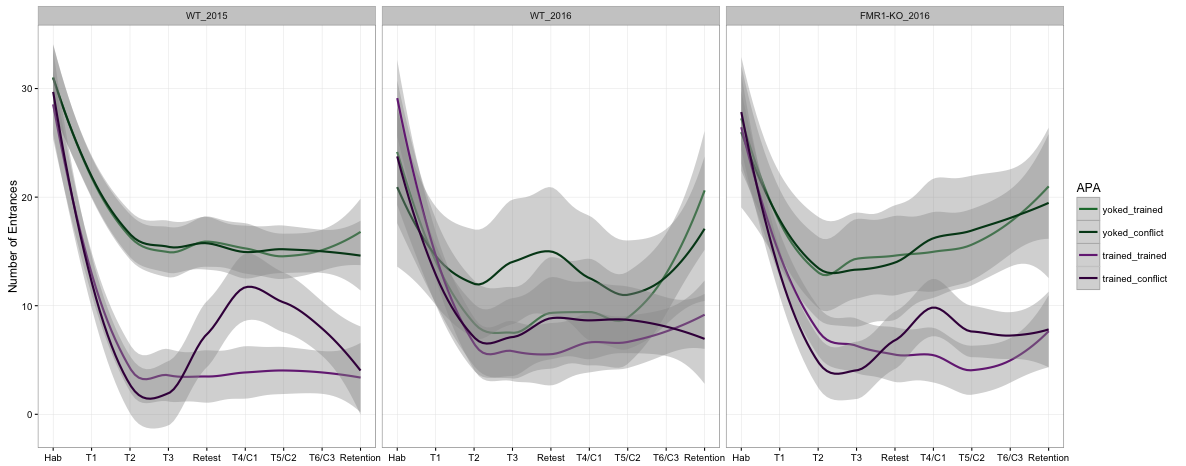 WT_2015 WT_2016 FMR1-KO_2016
Number of Entrances
30
20
10
0
Hab T1 T2 T3 Retest T4/C1 T5/C2 T6/C3 Retention
Hab T1 T2 T3 Retest T4/C1 T5/C2 T6/C3 Retention
Hab T1 T2 T3 Retest T4/C1 T5/C2 T6/C3 Retention
APA
yoked_trained
yoked_conflict
trained_trained
trained_conflict